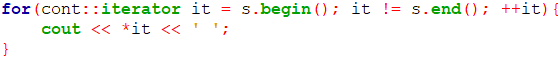 for(cont::iterator it = s.begin(); it != s.end(); ++it){
    cout << *it << ' ';
}